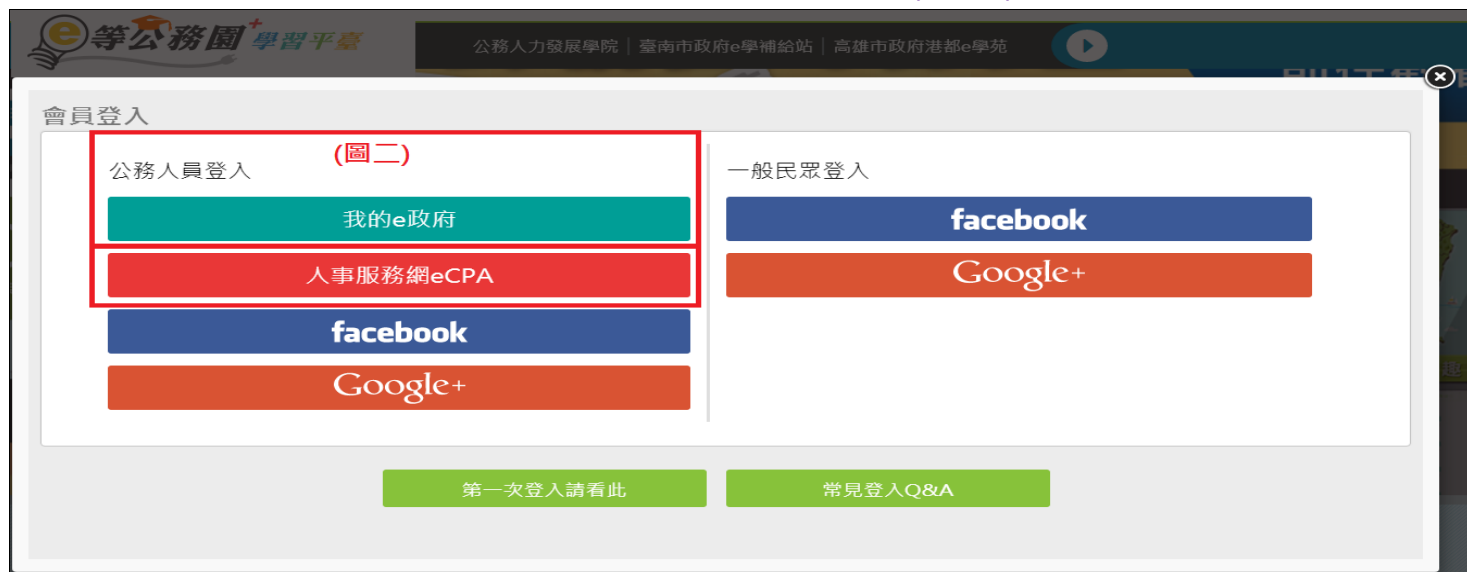 e等公務園+學習平臺
公務人力發展學院│臺南市政府e學補給站│高雄市政府港都e學苑
會員登入
(圖二)
公務人員登入
我的e政府
人事服務網eCPA
facebook
Google+
一般民眾登入
facebook
Google+
第一次登入請看此
常見登入Q&A